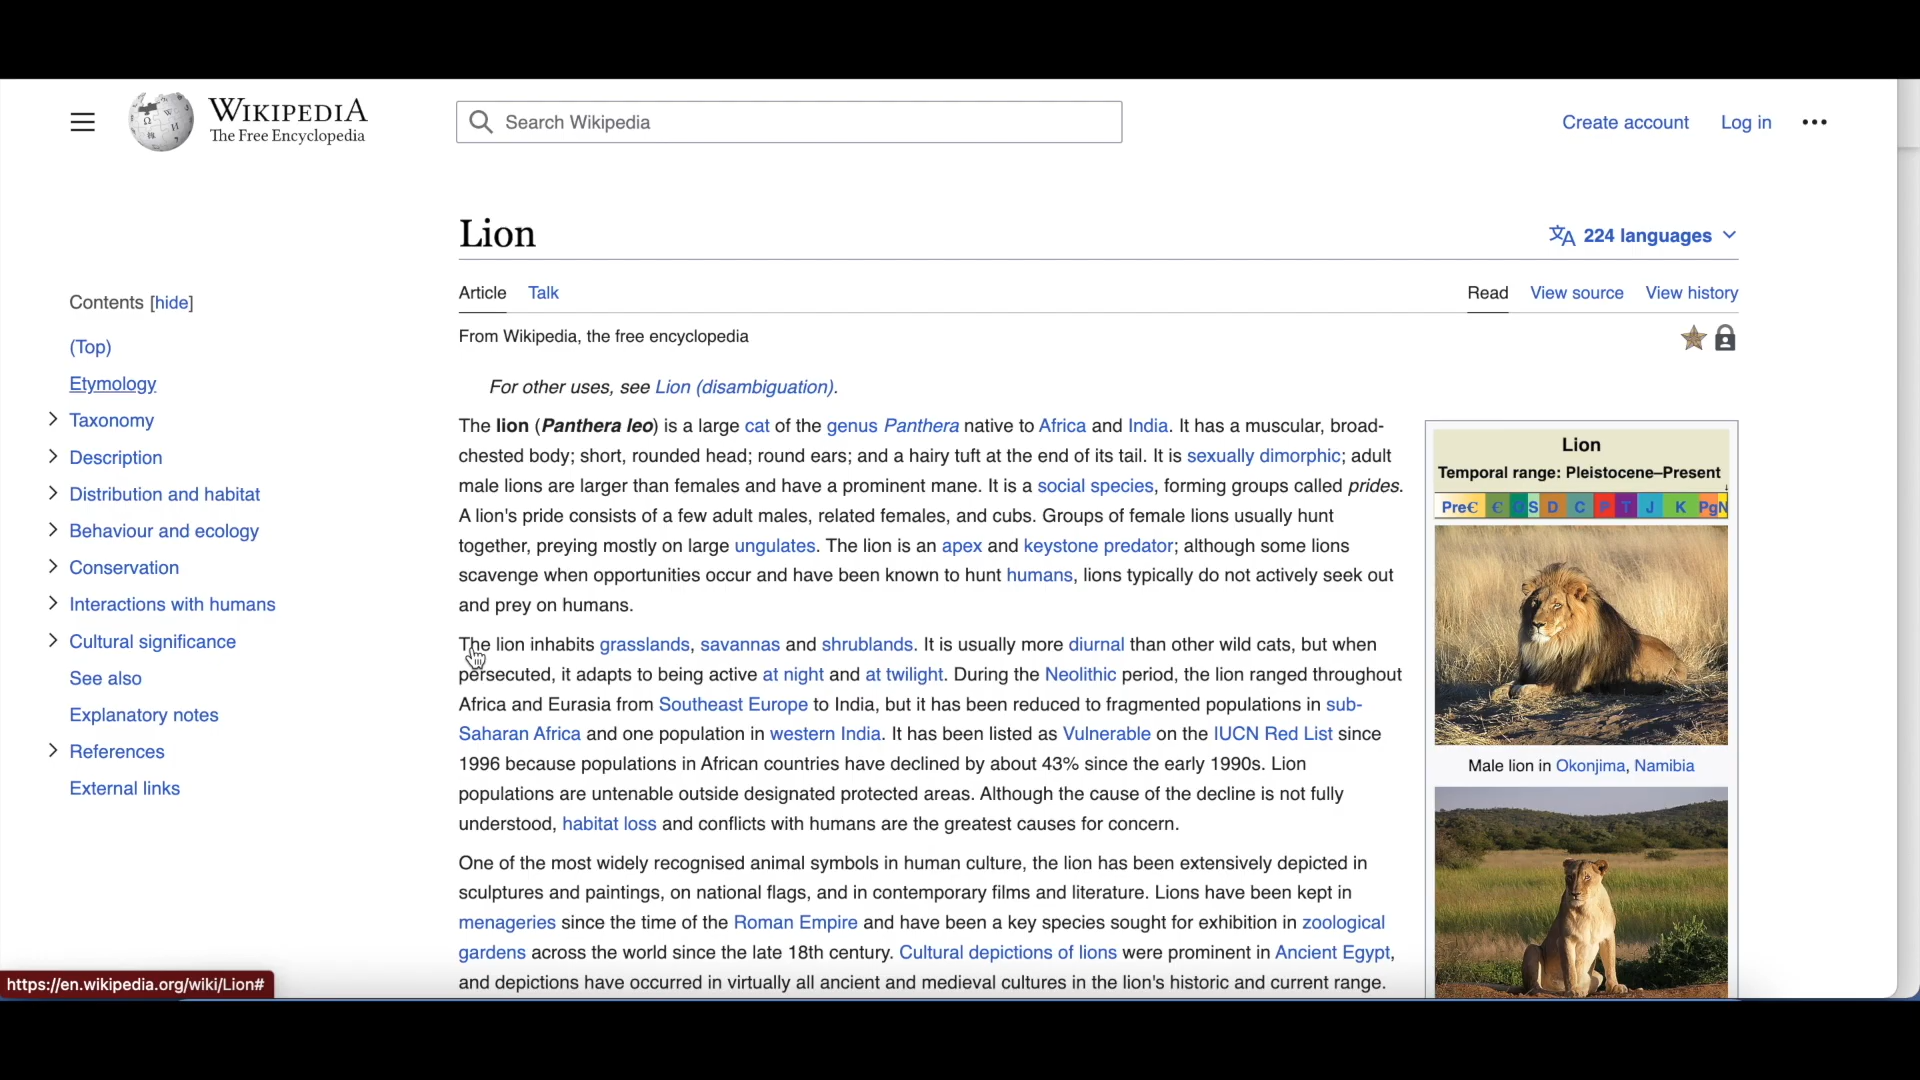 WIKIPEDIA
The Free Encyclopedia
Search Wikipedia
Create account
Log in
Lion
224 languages
Article
Talk
Read
View source
View history
From Wikipedia, the free encyclopedia
Contents [hide]
(Top)
Etymology
Taxonomy
Description
Distribution and habitat
Behaviour and ecology
Conservation
Interactions with humans
Cultural significance
See also
Explanatory notes
References
External links
For other uses, see Lion (disambiguation).
The lion (Panthera leo) is a large cat of the genus Panthera native to Africa and India. It has a muscular, broad-
chested body; short, rounded head; round ears; and a hairy tuft at the end of its tail. It is sexually dimorphic; adult
male lions are larger than females and have a prominent mane. It is a social species, forming groups called prides.
A lion's pride consists of a few adult males, related females, and cubs. Groups of female lions usually hunt
together, preying mostly on large ungulates. The lion is an apex and keystone predator; although some lions
scavenge when opportunities occur and have been known to hunt humans, lions typically do not actively seek out
and prey on humans.
The lion inhabits grasslands, savannas and shrublands. It is usually more diurnal than other wild cats, but when
persecuted, it adapts to being active at night and at twilight. During the Neolithic period, the lion ranged throughout
Africa and Eurasia from Southeast Europe to India, but it has been reduced to fragmented populations in sub-
Saharan Africa and one population in western India. It has been listed as Vulnerable on the IUCN Red List since
1996 because populations in African countries have declined by about 43% since the early 1990s. Lion
populations are untenable outside designated protected areas. Although the cause of the decline is not fully
understood, habitat loss and conflicts with humans are the greatest causes for concern.
One of the most widely recognised animal symbols in human culture, the lion has been extensively depicted in
sculptures and paintings, on national flags, and in contemporary films and literature. Lions have been kept in
menageries since the time of the Roman Empire and have been a key species sought for exhibition in zoological
gardens across the world since the late 18th century. Cultural depictions of lions were prominent in Ancient Egypt,
and depictions have occurred in virtually all ancient and medieval cultures in the lion's historic and current range.
Lion
Temporal range: Pleistocene–Present
PreꞒ Ꞓ O S D C P T J K PgN
Male lion in Okonjima, Namibia
https://en.wikipedia.org/wiki/Lion#